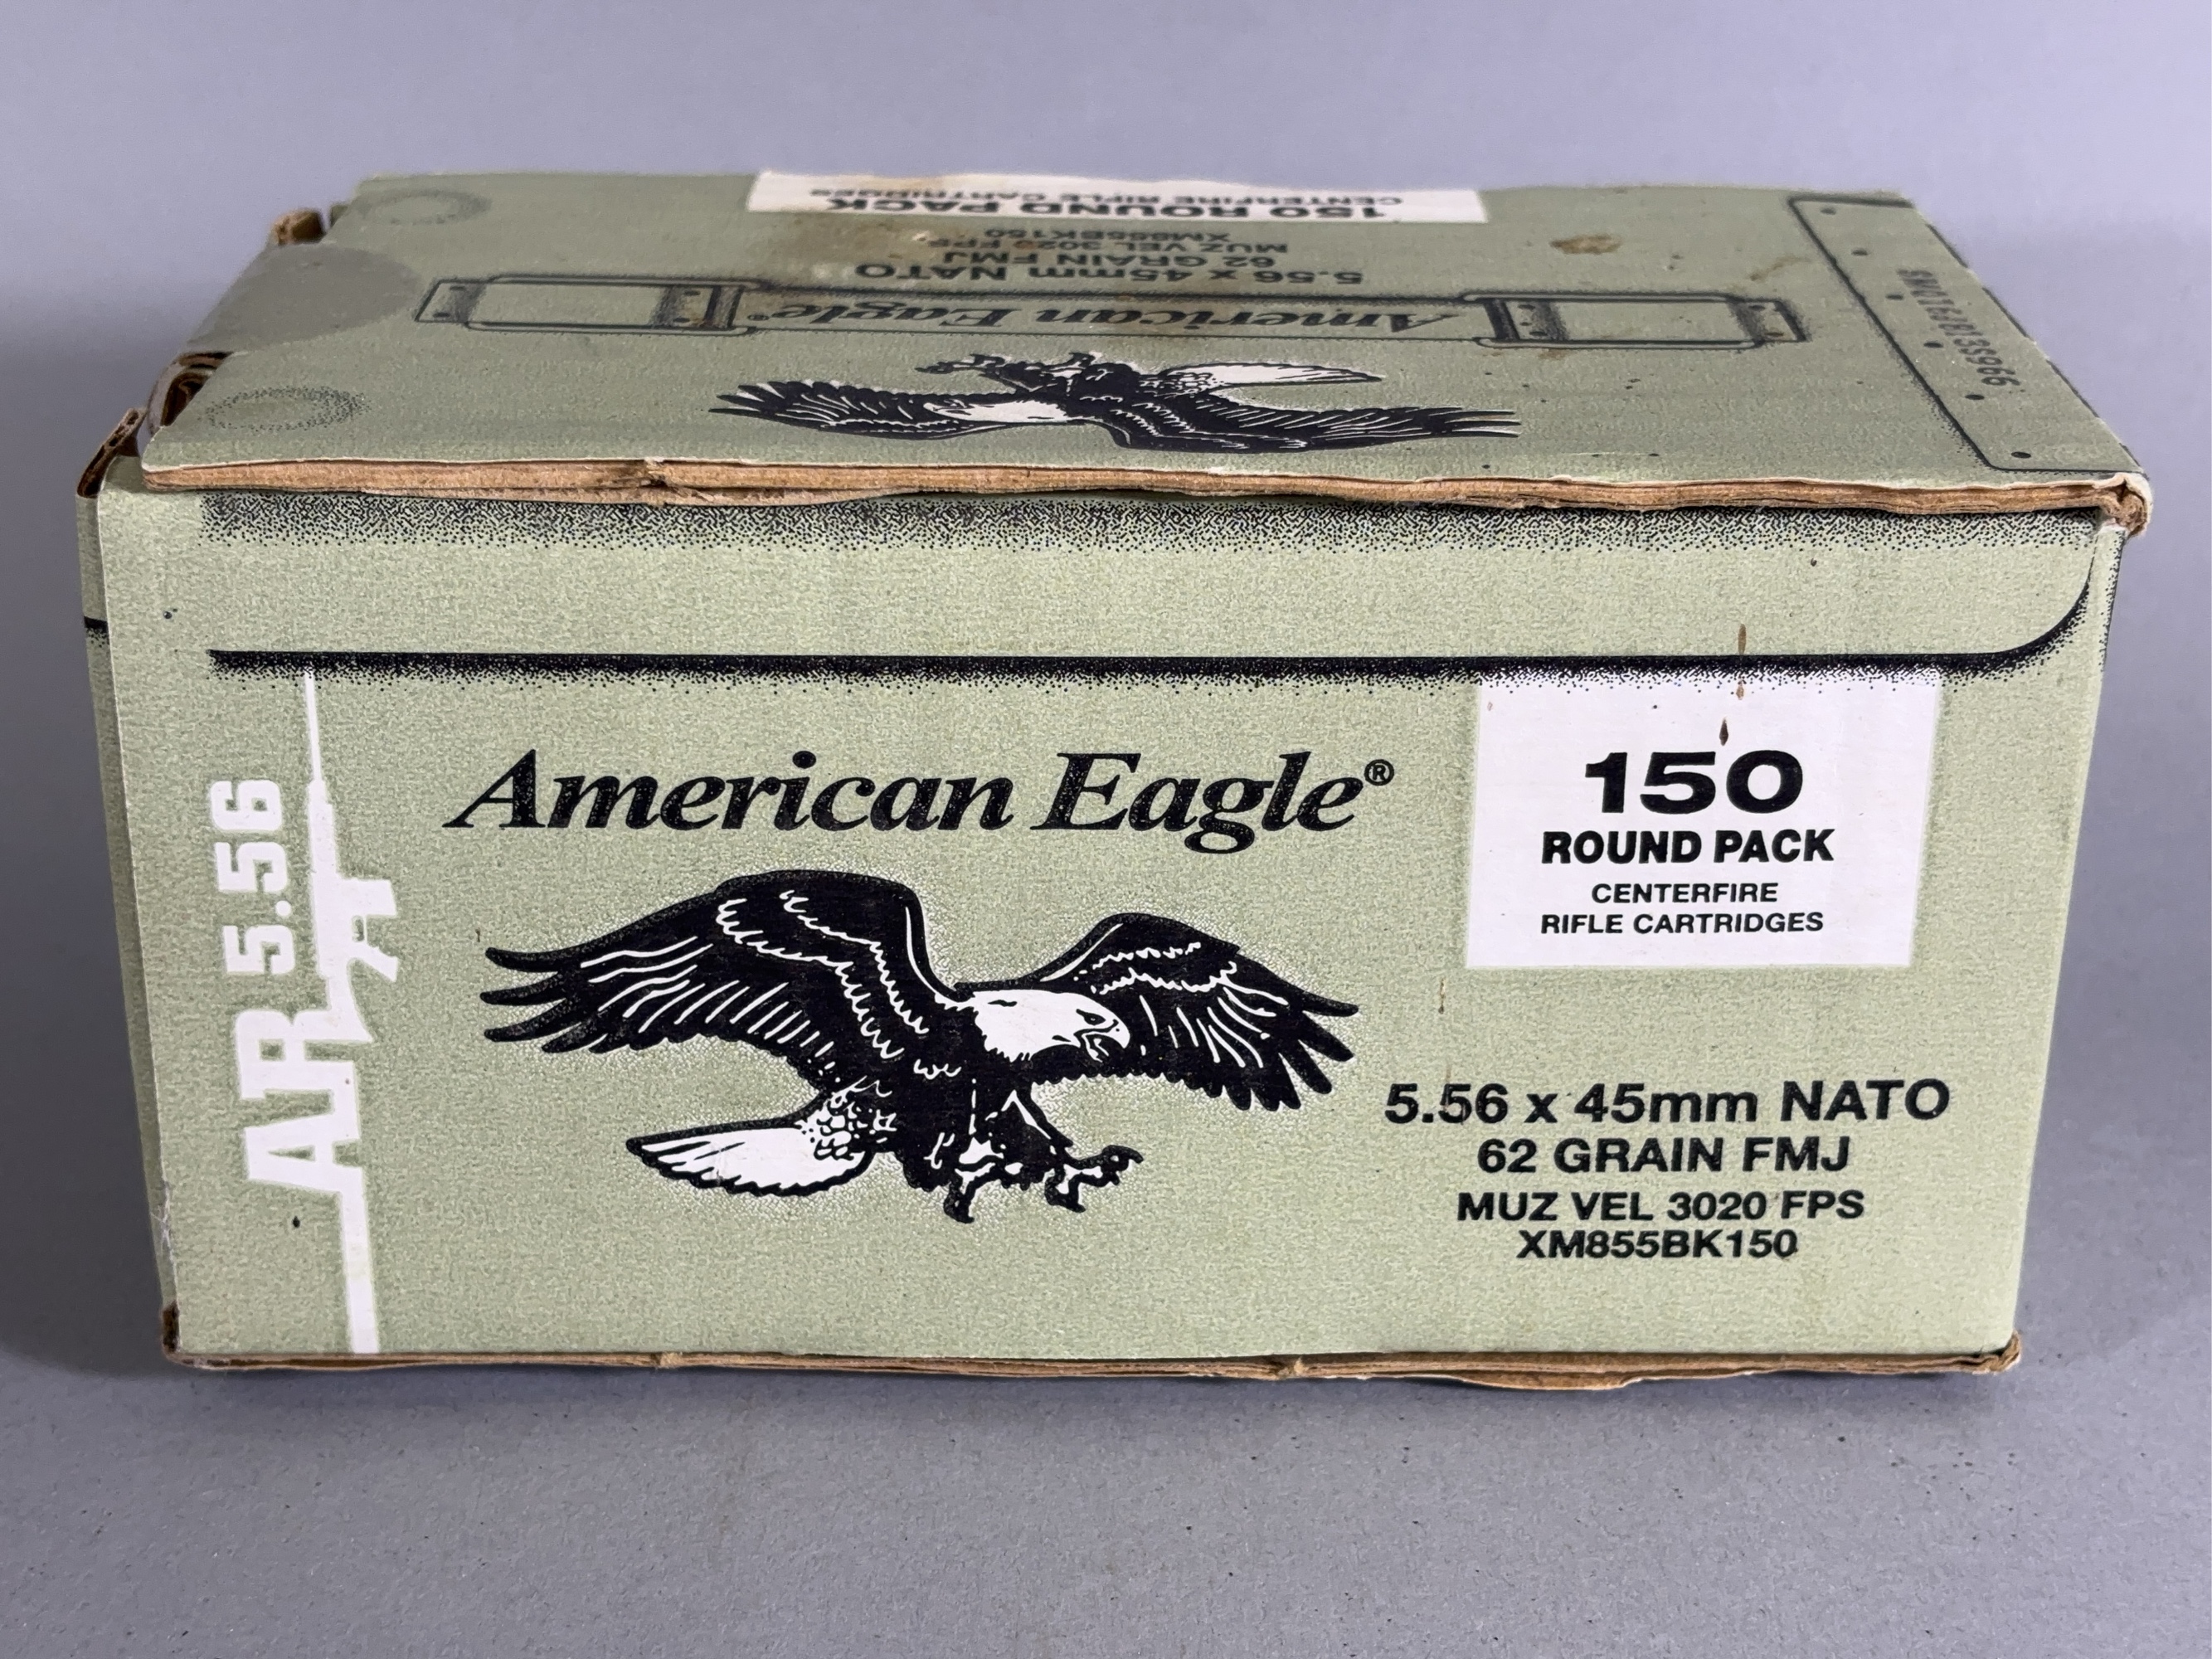 150 ROUND PACK
CENTERFIRE RIFLE CARTRIDGES
5.56 x 45mm NATO
62 GRAIN FMJ
MUZ VEL 3020 FPS
XM855BK150
American Eagle®
AR 5.56
American Eagle®
150
ROUND PACK
CENTERFIRE
RIFLE CARTRIDGES
5.56 x 45mm NATO
62 GRAIN FMJ
MUZ VEL 3020 FPS
XM855BK150